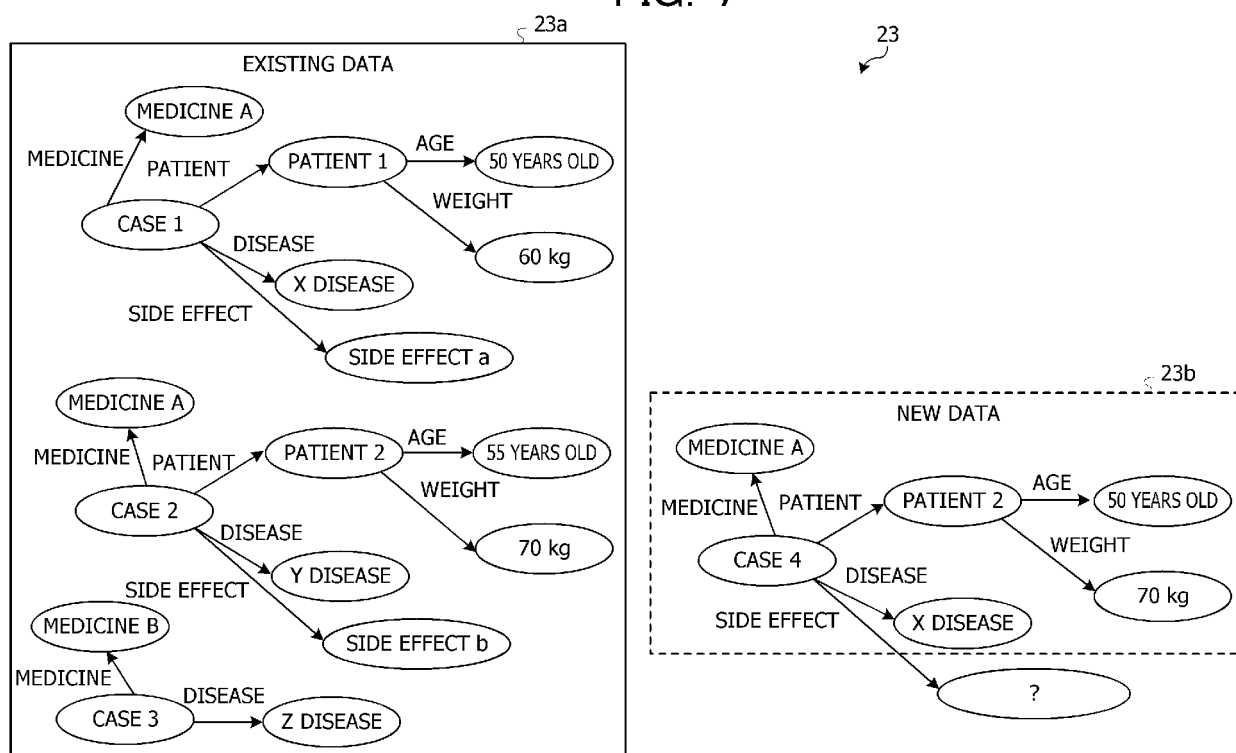 23a
23
EXISTING DATA
MEDICINE A
MEDICINE
PATIENT
PATIENT 1
AGE
50 YEARS OLD
WEIGHT
CASE 1
DISEASE
60 kg
X DISEASE
SIDE EFFECT
SIDE EFFECT a
MEDICINE A
MEDICINE
PATIENT
PATIENT 2
AGE
55 YEARS OLD
WEIGHT
CASE 2
DISEASE
70 kg
Y DISEASE
SIDE EFFECT
SIDE EFFECT b
MEDICINE B
MEDICINE
DISEASE
CASE 3
Z DISEASE
23b
NEW DATA
MEDICINE A
MEDICINE
PATIENT
PATIENT 2
AGE
50 YEARS OLD
WEIGHT
CASE 4
DISEASE
70 kg
SIDE EFFECT
X DISEASE
?